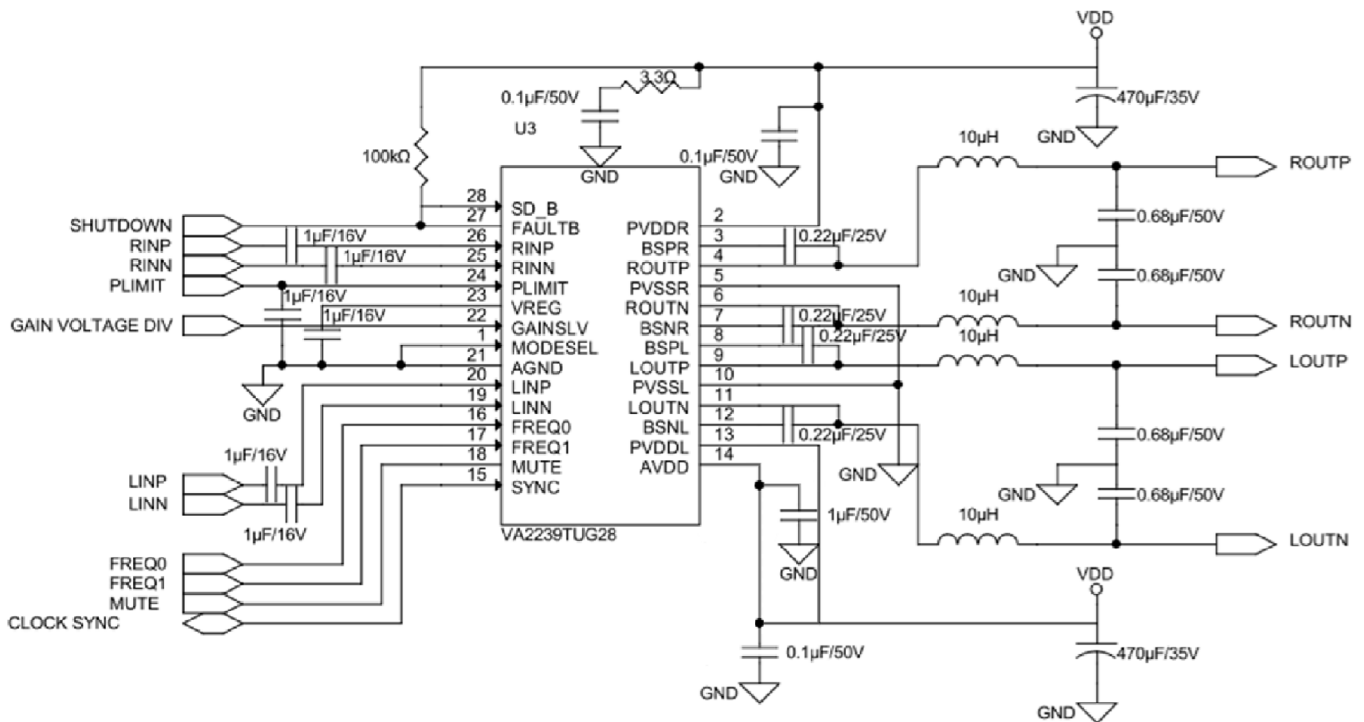 VDD
3.3Ω
0.1µF/50V
470µF/35V
U3
GND
10µH
100kΩ
0.1µF/50V
GND
GND
ROUTP
28
SD_B
27
FAULTB
SHUTDOWN
1µF/16V
26
RINP
RINP
1µF/16V
25
RINN
RINN
24
PLIMIT
PLIMIT
1µF/16V
23
VREG
1µF/16V
22
GAINSLV
GAIN VOLTAGE DIV
1
MODESEL
21
AGND
GND
20
LINP
19
LINN
16
FREQ0
17
FREQ1
18
MUTE
15
SYNC
2
PVDDR
3
BSPR
0.22µF/25V
4
ROUTP
5
PVSSR
6
ROUTN
7
BSNR
0.22µF/25V
8
BSPL
0.22µF/25V
9
LOUTP
10
PVSSL
11
LOUTN
12
BSNL
0.22µF/25V
13
PVDDL
14
AVDD
GND
0.68µF/50V
GND
0.68µF/50V
10µH
ROUTN
10µH
LOUTP
0.68µF/50V
GND
0.68µF/50V
10µH
LOUTN
1µF/16V
LINP
LINN
1µF/16V
VA2239TUG28
1µF/50V
GND
FREQ0
FREQ1
MUTE
CLOCK SYNC
VDD
0.1µF/50V
470µF/35V
GND
GND